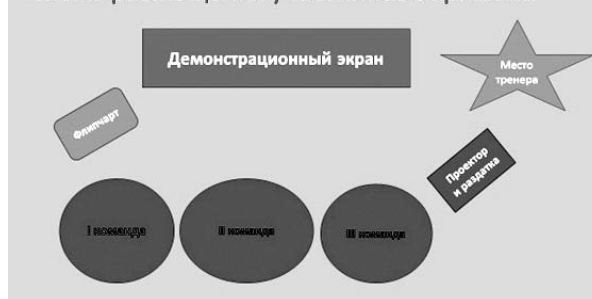 Демонстрационный экран
Место
тренера
Флипчарт
Проектор
и раздатка
I команда
II команда
III команда